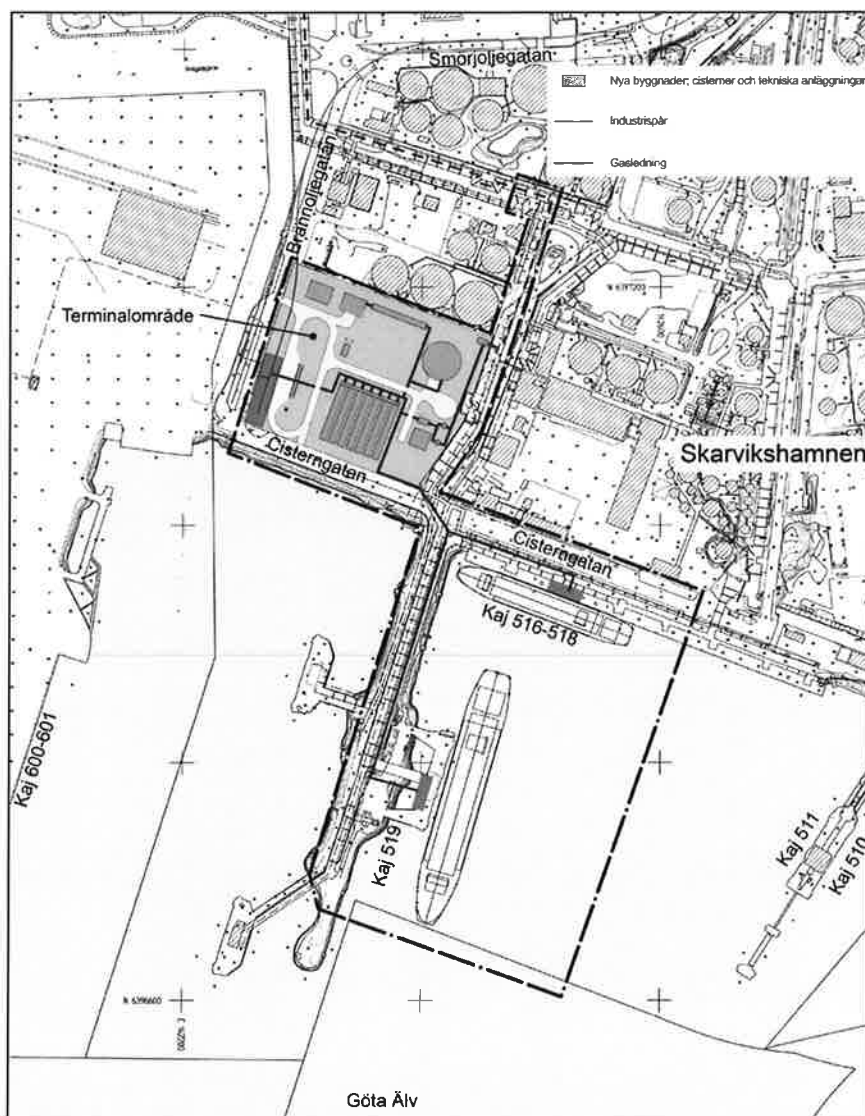 Smörjoljegatan
Nya byggnader, cisterner och tekniska anläggningar
Industrispår
Gasledning
Brännoljegatan
Terminalområde
Cisterngatan
Skarvikshamnen
Cisterngatan
Kaj 516-518
Kaj 600-601
Kaj 519
Kaj 511
Kaj 510
N 6396600
Göta Älv